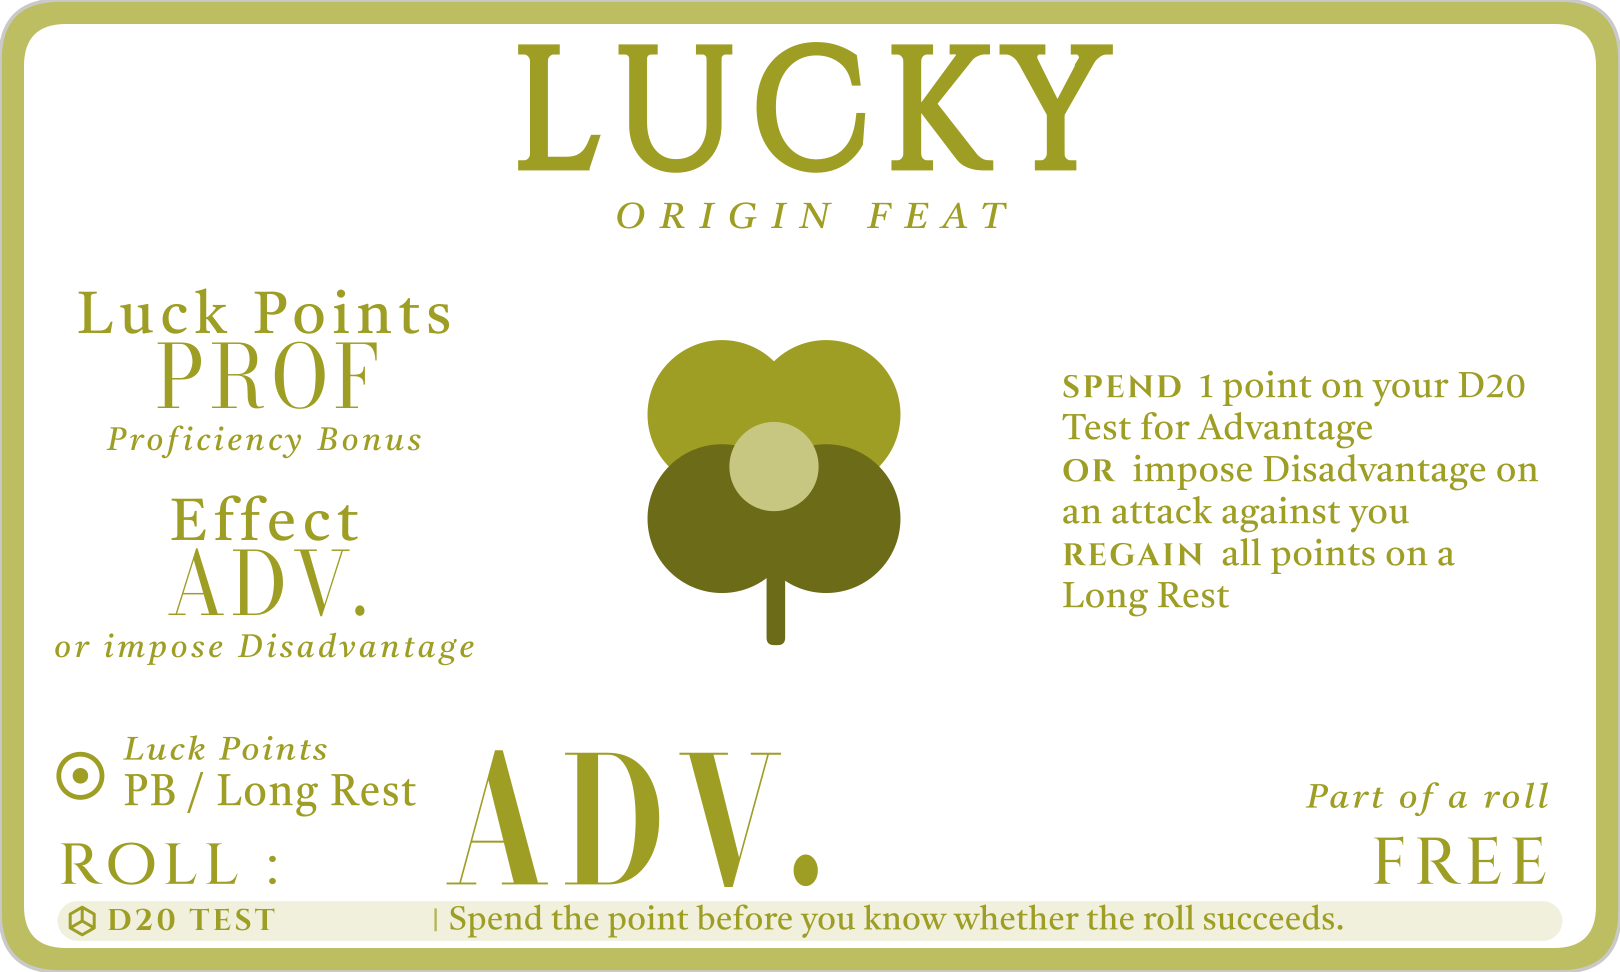 LUCKY
ORIGIN FEAT
Luck Points
PROF
Proficiency Bonus
Effect
ADV.
or impose Disadvantage
SPEND 1 point on your D20
Test for Advantage
OR impose Disadvantage on
an attack against you
REGAIN all points on a
Long Rest
Luck Points
PB / Long Rest
ROLL :
ADV.
Part of a roll
FREE
D20 TEST | Spend the point before you know whether the roll succeeds.